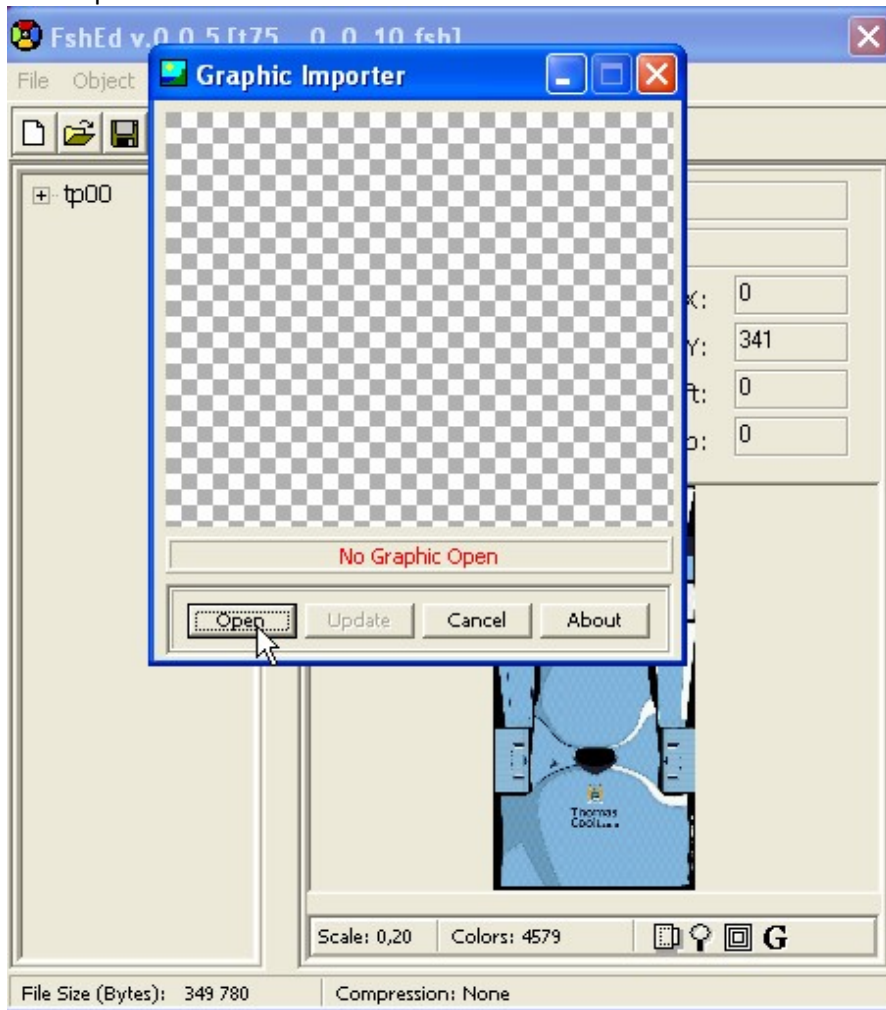 FshEd v.0.0.5 [t75__0_0_10.fsh]
File Object
Graphic Importer
tp00
X: 0
Y: 341
ft: 0
p: 0
No Graphic Open
Open Update Cancel About
Thomas
Scale: 0,20 Colors: 4579 G
File Size (Bytes): 349 780 Compression: None